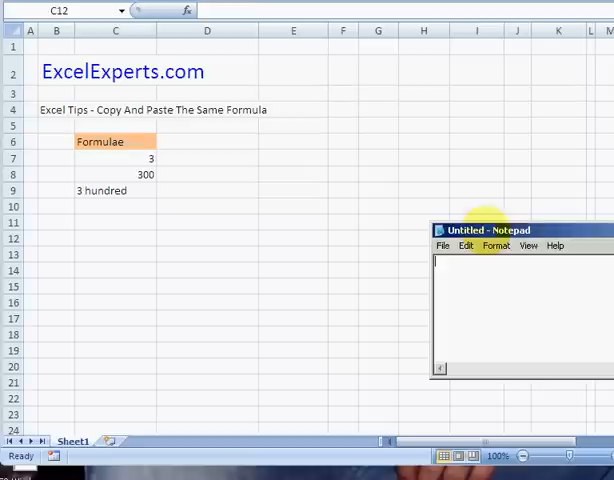 C12
fx
A B C D E F G H I J K M
1
2 ExcelExperts.com
3
4 Excel Tips - Copy And Paste The Same Formula
5
6 Formulae
7 3
8 300
9 3 hundred
10
11
Untitled - Notepad
12
File Edit Format View Help
13
14
15
16
17
18
19
20
21
22
23
24
Sheet1
Ready
100%